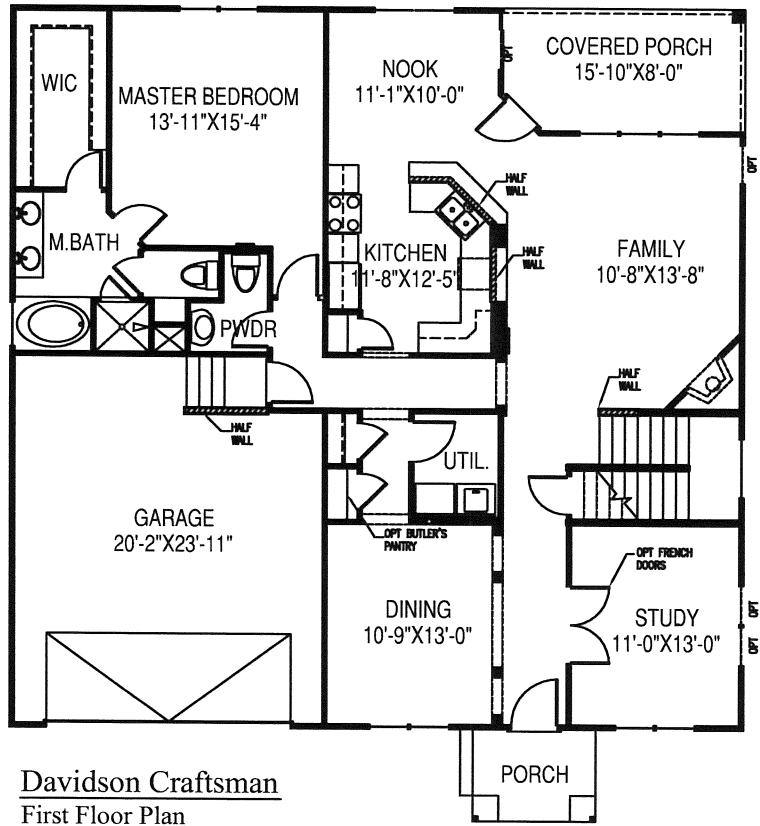 COVERED PORCH
15'-10"X8'-0"
OPT
NOOK
11'-1"X10'-0"
WIC
MASTER BEDROOM
13'-11"X15'-4"
OPT
HALF
WALL
M.BATH
KITCHEN
11'-8"X12'-5"
HALF
WALL
FAMILY
10'-8"X13'-8"
PWDR
HALF
WALL
HALF
WALL
UTIL.
GARAGE
20'-2"X23'-11"
OPT BUTLER'S
PANTRY
OPT FRENCH
DOORS
DINING
10'-9"X13'-0"
STUDY
11'-0"X13'-0"
OPT
OPT
PORCH
Davidson Craftsman
First Floor Plan